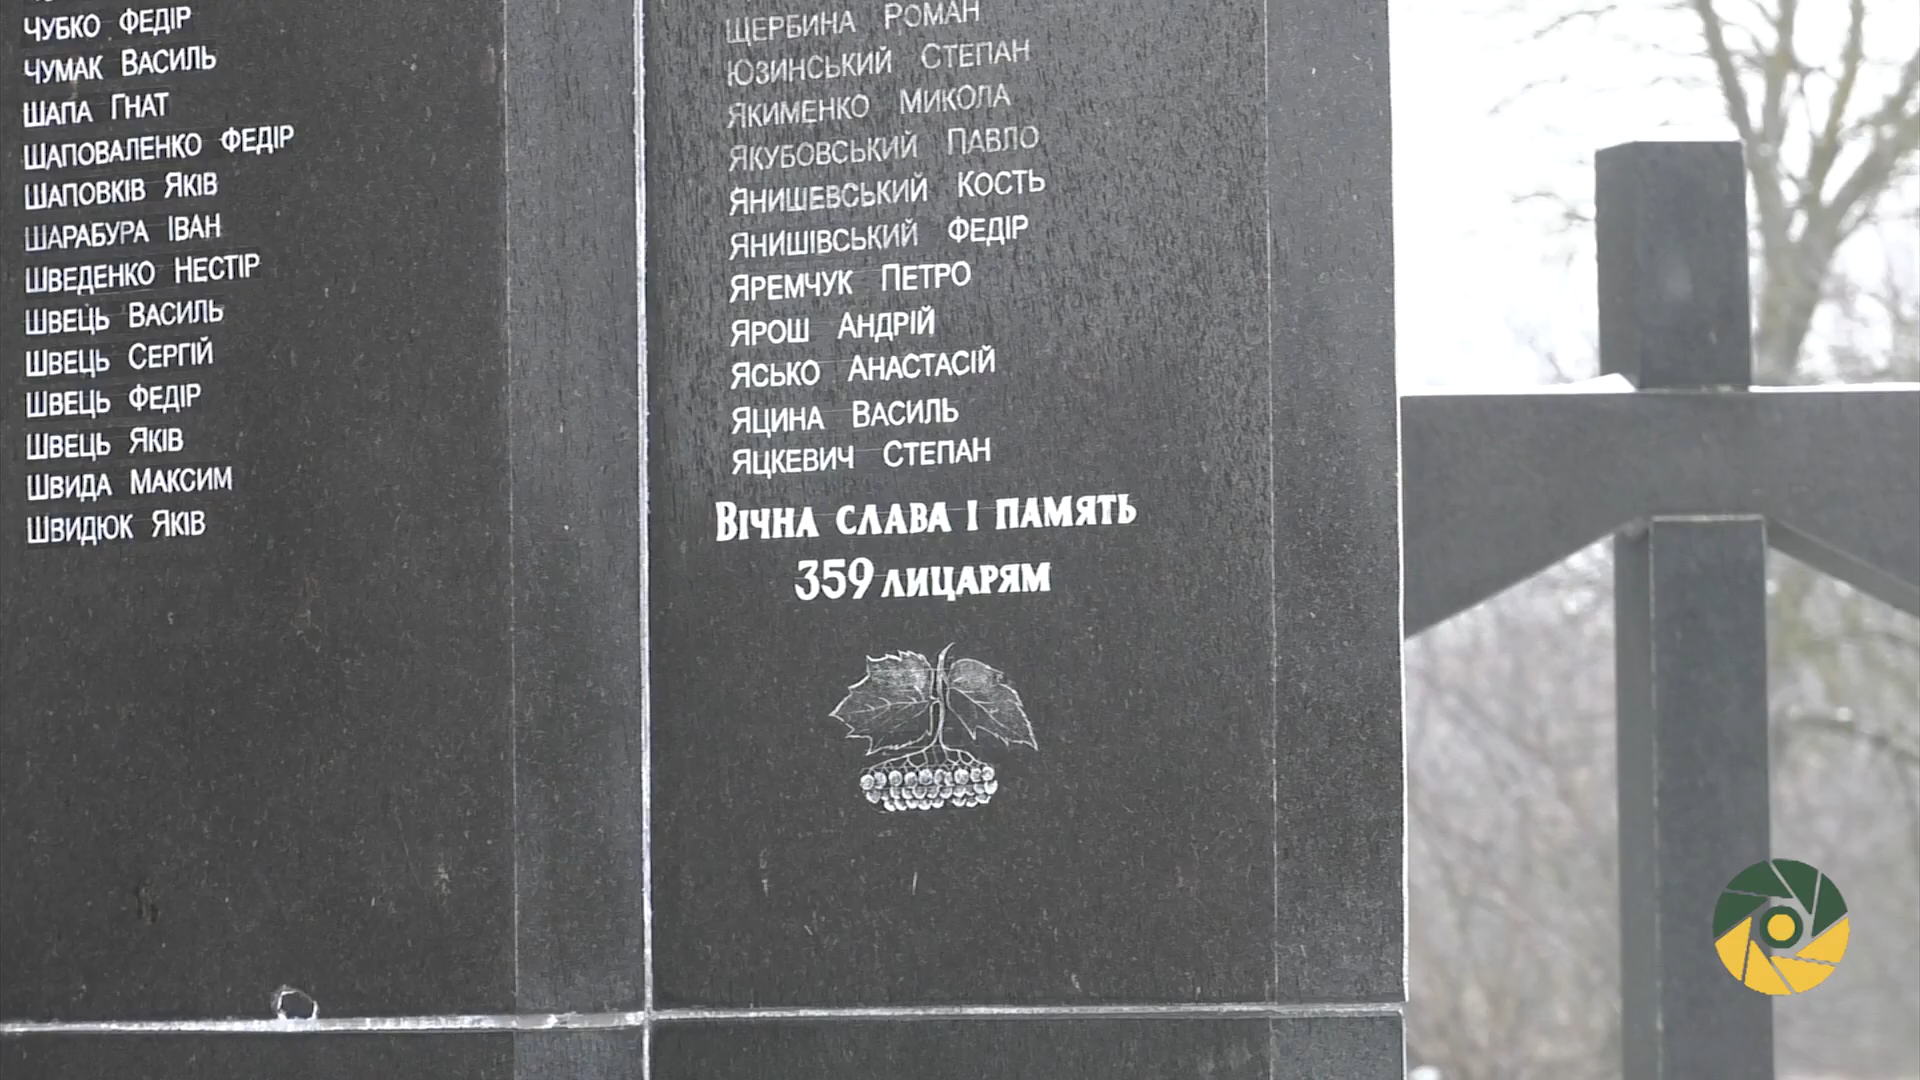 ЧУБКО ФЕДІР
ЧУМАК ВАСИЛЬ
ШАПА ГНАТ
ШАПОВАЛЕНКО ФЕДІР
ШАПОВКІВ ЯКІВ
ШАРАБУРА ІВАН
ШВЕДЕНКО НЕСТІР
ШВЕЦЬ ВАСИЛЬ
ШВЕЦЬ СЕРГІЙ
ШВЕЦЬ ФЕДІР
ШВЕЦЬ ЯКІВ
ШВИДА МАКСИМ
ШВИДЮК ЯКІВ
ЩЕРБИНА РОМАН
ЮЗИНСЬКИЙ СТЕПАН
ЯКИМЕНКО МИКОЛА
ЯКУБОВСЬКИЙ ПАВЛО
ЯНИШЕВСЬКИЙ КОСТЬ
ЯНИШІВСЬКИЙ ФЕДІР
ЯРЕМЧУК ПЕТРО
ЯРОШ АНДРІЙ
ЯСЬКО АНАСТАСІЙ
ЯЦИНА ВАСИЛЬ
ЯЦКЕВИЧ СТЕПАН
ВІЧНА СЛАВА І ПАМЯТЬ
359 ЛИЦАРЯМ